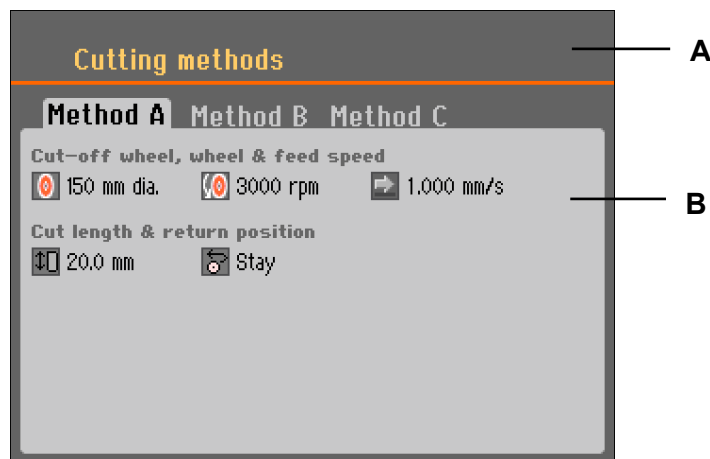 Cutting methods
A
Method A Method B Method C
Cut-off wheel, wheel & feed speed
150 mm dia. 3000 rpm 1.000 mm/s
B
Cut length & return position
20.0 mm Stay